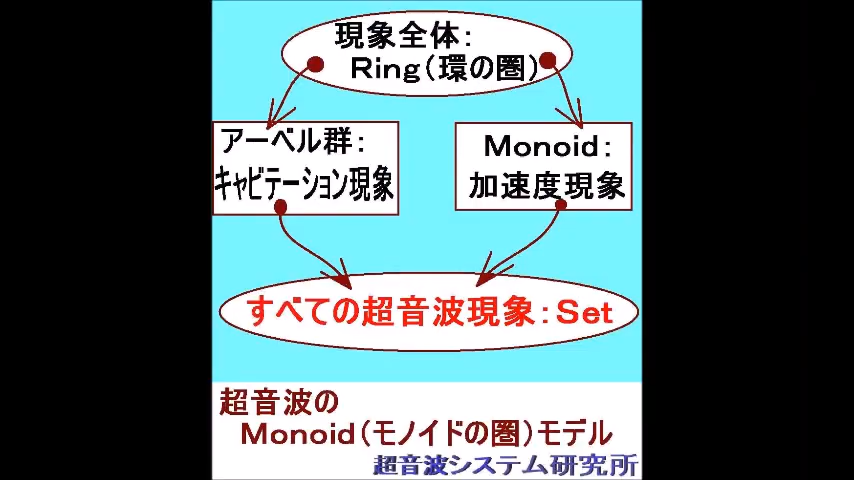 現象全体：
Ring（環の圏）
アーベル群：
キャビテーション現象
Monoid：
加速度現象
すべての超音波現象：Set
超音波の
Monoid（モノイドの圏）モデル
超音波システム研究所